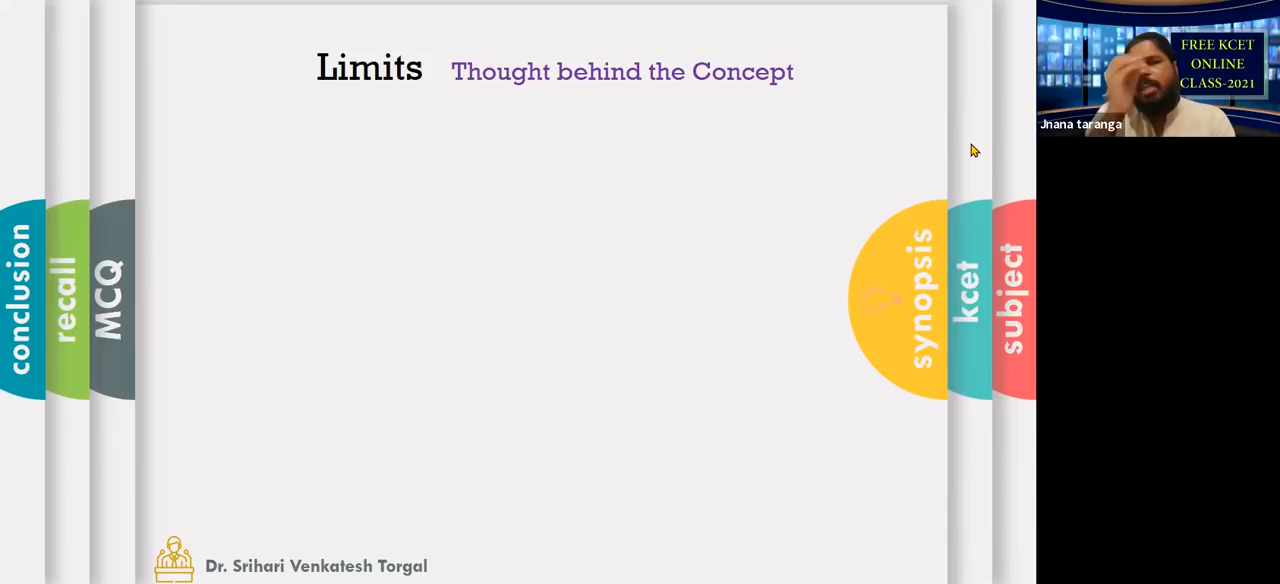 Limits Thought behind the Concept
FREE KCET
ONLINE
CLASS-2021
Jnana taranga
conclusion
recall
MCQ
synopsis
kcet
subject
Dr. Srihari Venkatesh Torgal